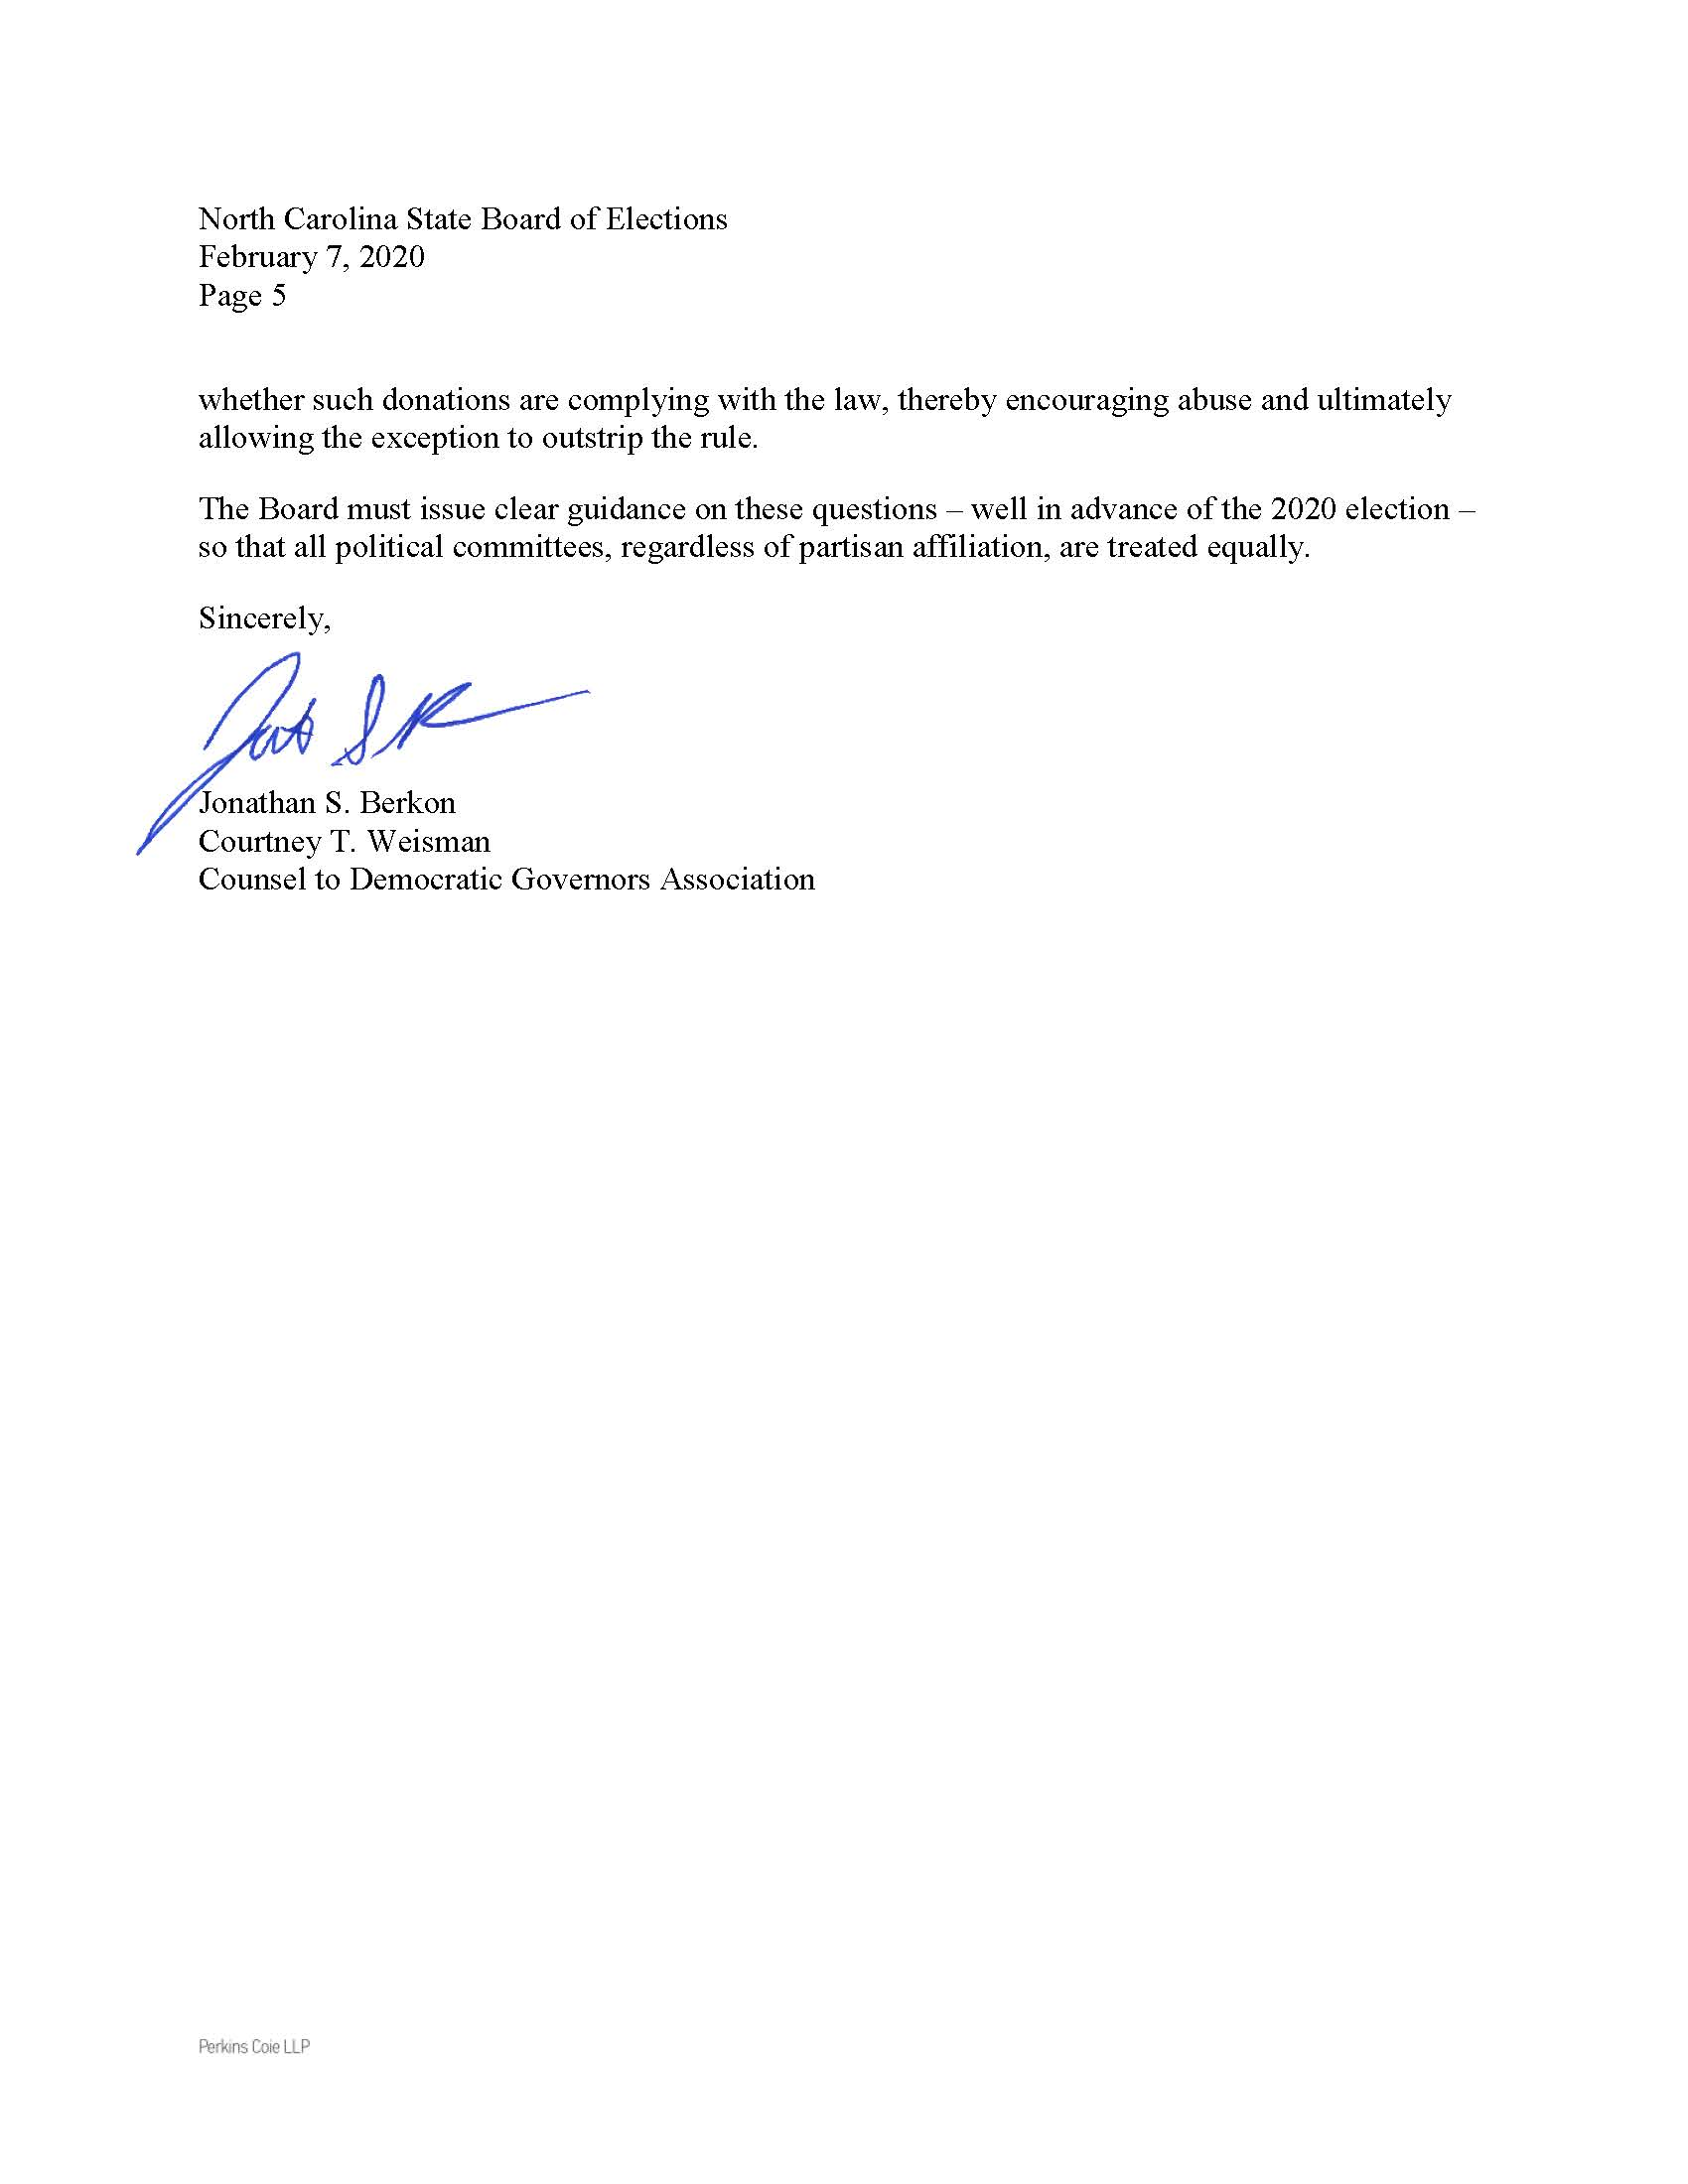 North Carolina State Board of Elections
February 7, 2020
Page 5
whether such donations are complying with the law, thereby encouraging abuse and ultimately
allowing the exception to outstrip the rule.
The Board must issue clear guidance on these questions – well in advance of the 2020 election –
so that all political committees, regardless of partisan affiliation, are treated equally.
Sincerely,
Jonathan S. Berkon
Courtney T. Weisman
Counsel to Democratic Governors Association
Perkins Coie LLP